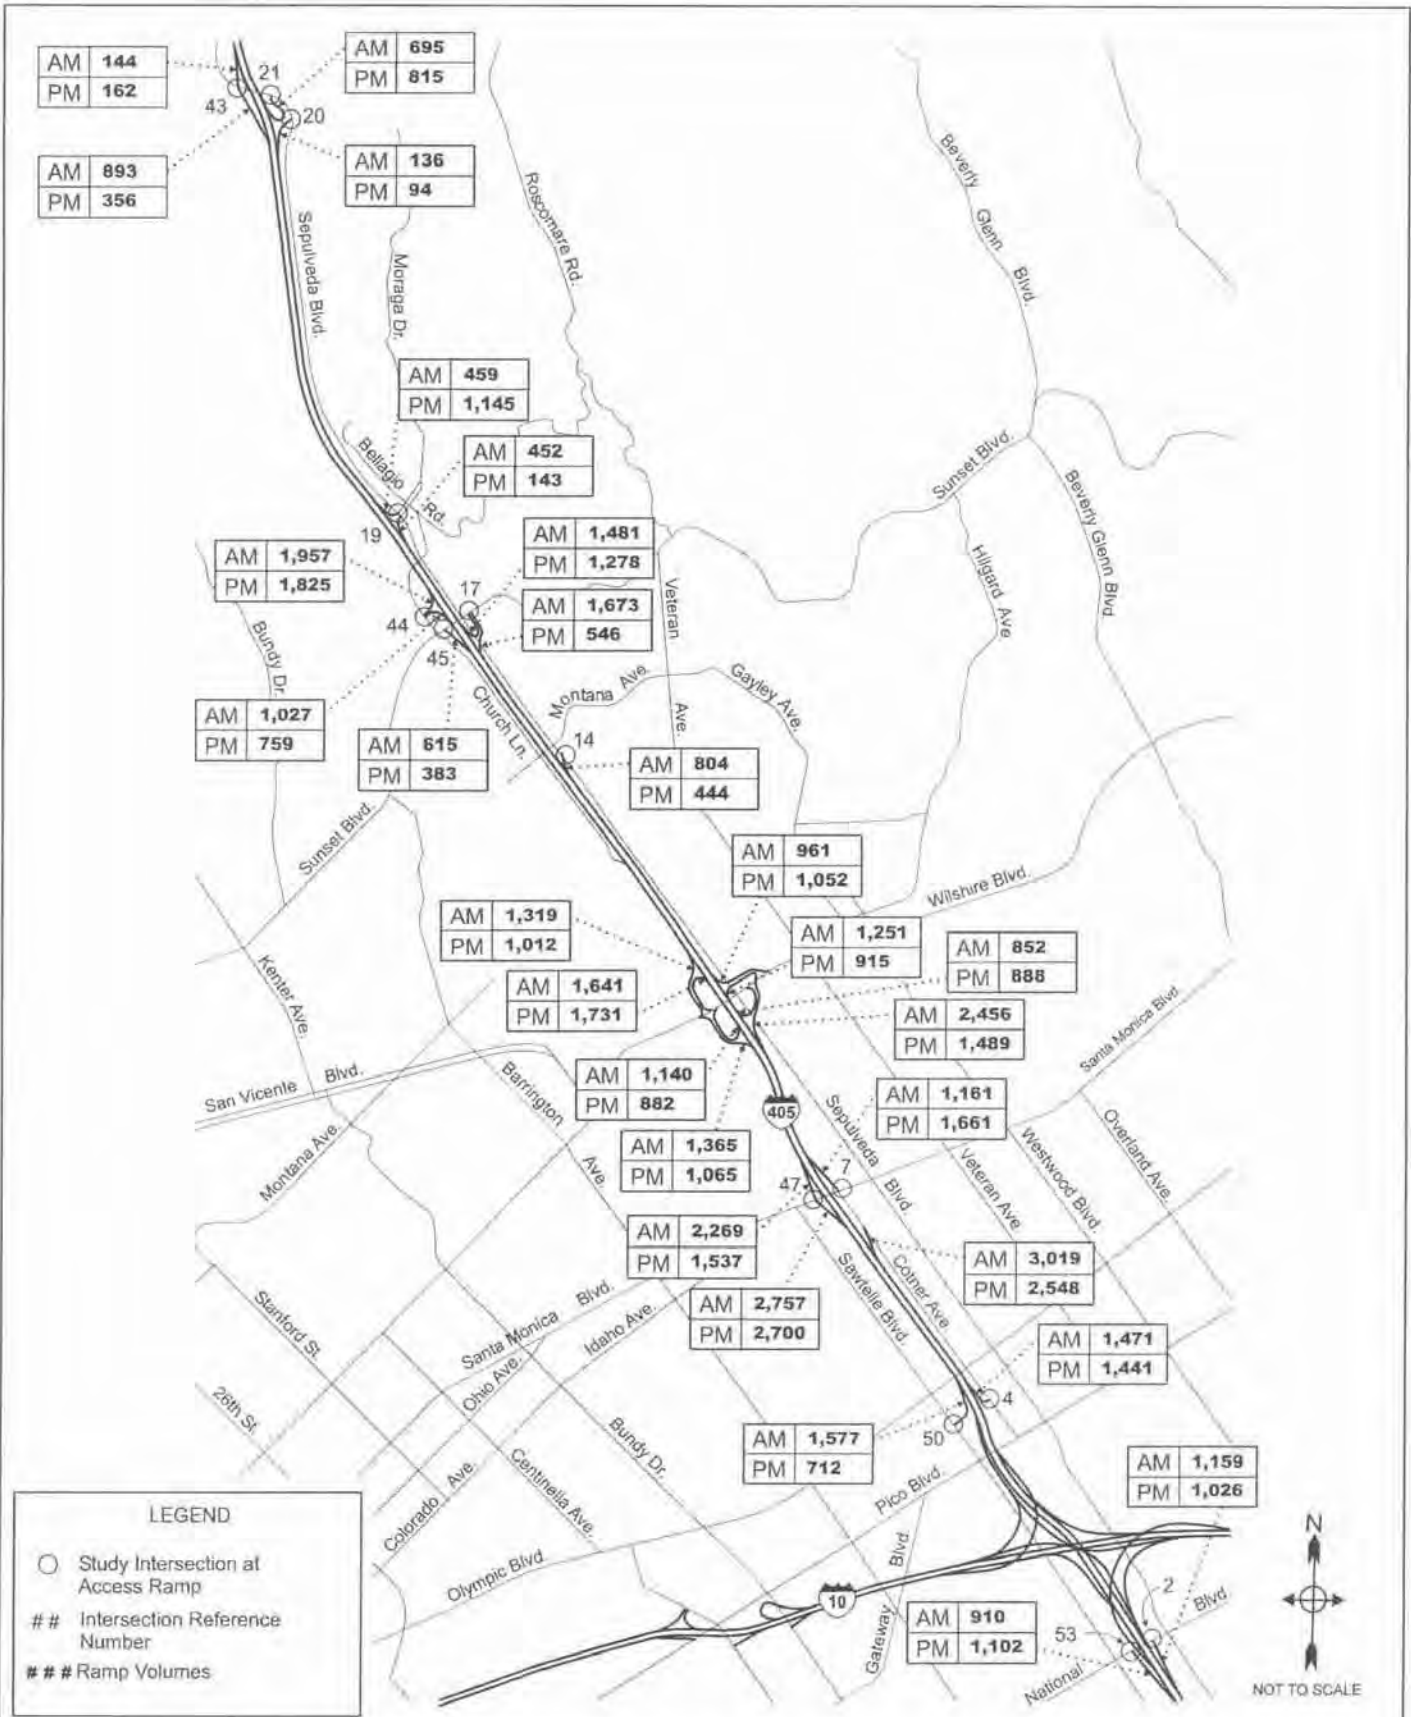 AM 144
PM 162
AM 695
PM 815
21
43
20
AM 893
PM 356
AM 136
PM 94
Sepulveda Blvd.
Moraga Dr.
Roscomare Rd.
Beverly Glenn Blvd.
AM 459
PM 1,145
AM 452
PM 143
Bellagio Rd.
19
Sunset Blvd.
Beverly Glenn Blvd
AM 1,957
PM 1,825
AM 1,481
PM 1,278
17
AM 1,673
PM 546
44
45
Hilgard Ave
Veteran Ave.
Bundy Dr.
Church Ln.
Montana Ave.
Gayley Ave.
AM 1,027
PM 759
AM 615
PM 383
14
AM 804
PM 444
Sunset Blvd.
AM 961
PM 1,052
Wilshire Blvd.
AM 1,319
PM 1,012
AM 1,251
PM 915
AM 852
PM 888
Kenter Ave.
AM 1,641
PM 1,731
AM 2,456
PM 1,489
Santa Monica Blvd.
San Vicente Blvd.
Barrington Ave.
AM 1,140
PM 882
405
AM 1,161
PM 1,661
Montana Ave.
AM 1,365
PM 1,065
Sepulveda Blvd
Veteran Ave
Westwood Blvd.
Overland Ave.
47
7
AM 2,269
PM 1,537
AM 3,019
PM 2,548
Sawtelle Blvd.
Cotner Ave.
AM 2,757
PM 2,700
Stanford St.
Santa Monica Blvd.
Idaho Ave.
Ohio Ave.
AM 1,471
PM 1,441
26th St.
4
50
AM 1,577
PM 712
Bundy Dr.
Centinella Ave.
Colorado Ave.
Pico Blvd.
AM 1,159
PM 1,026
Olympic Blvd.
10
Gateway Blvd.
AM 910
PM 1,102
53
2
National Blvd
LEGEND
Study Intersection at
Access Ramp
## Intersection Reference
Number
### Ramp Volumes
N
NOT TO SCALE